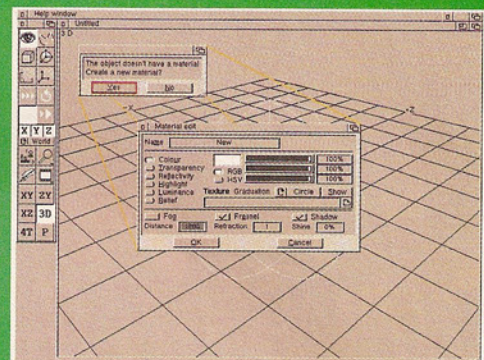 Help window
Untitled
3D
The object doesn't have a material
Create a new material?
Yes
No
-X
-Z
Material edit
Name New
Colour
Transparency
Reflectivity
Highlight
Luminance
Relief
RGB
HSV
100%
100%
100%
Texture Graduation Circle Show
Fog Fresnel Shadow
Distance Refraction 1 Shine 0%
OK Cancel
X Y Z
World
XY ZY
XZ 3D
4T P